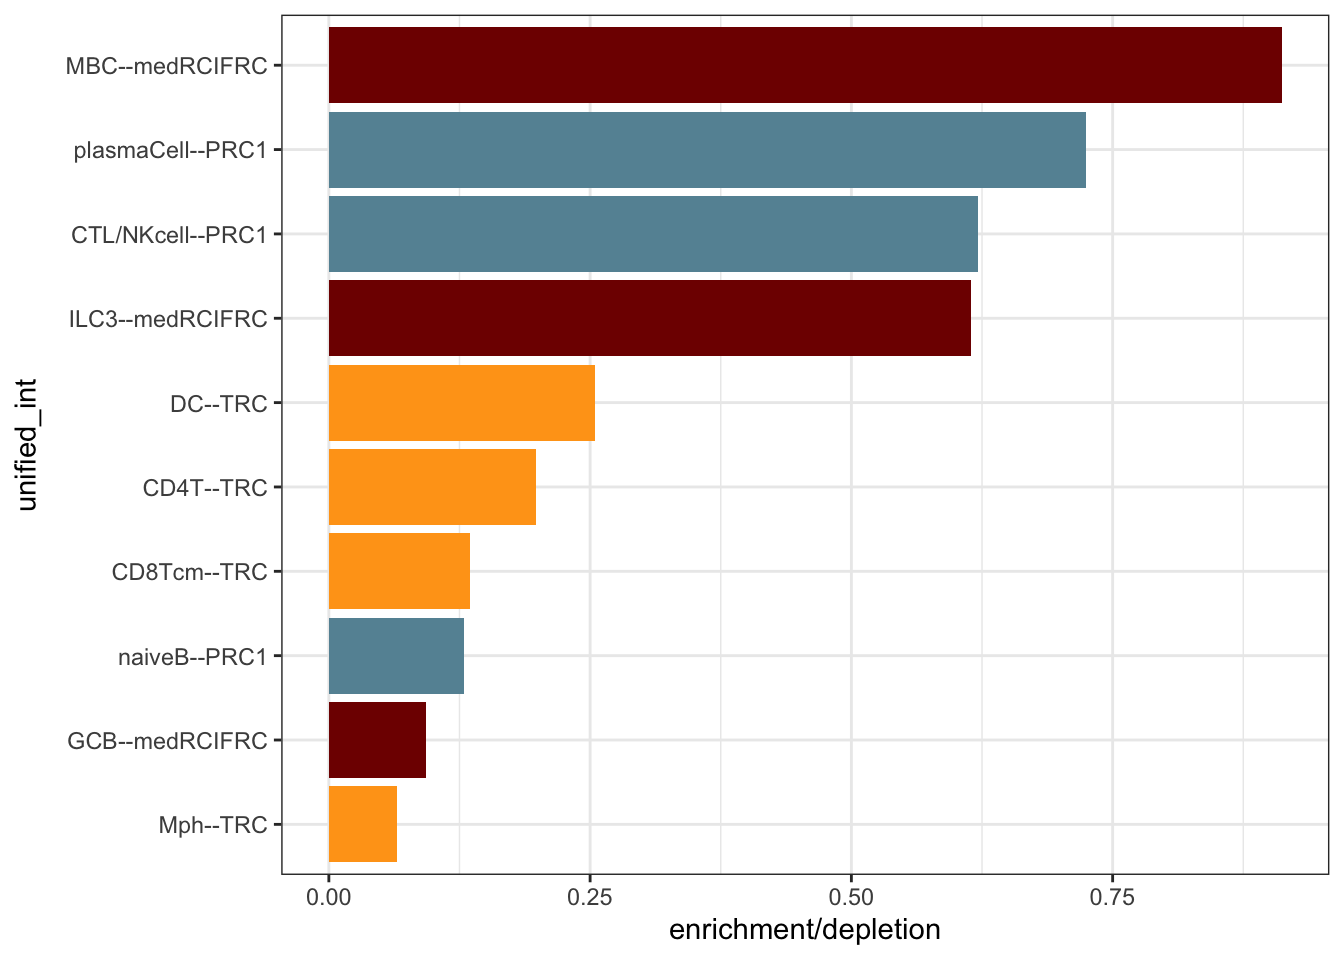 MBC--medRCIFRC
plasmaCell--PRC1
CTL/NKcell--PRC1
ILC3--medRCIFRC
DC--TRC
CD4T--TRC
CD8Tcm--TRC
naiveB--PRC1
GCB--medRCIFRC
Mph--TRC
unified_int
0.00 0.25 0.50 0.75
enrichment/depletion